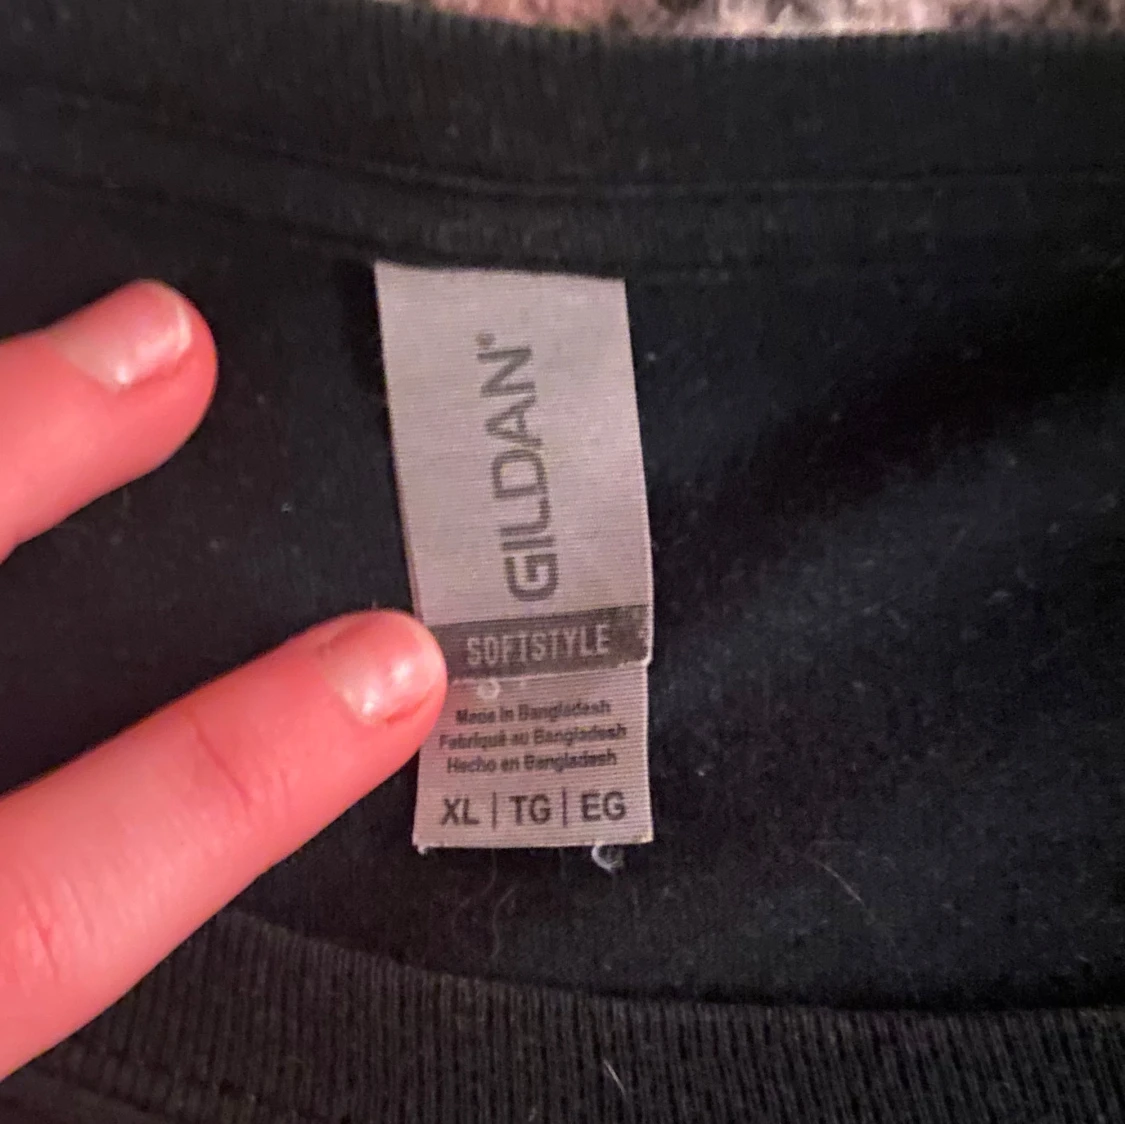 GILDAN®
SOFTSTYLE
Made in Bangladesh
Fabriqué au Bangladesh
Hecho en Bangladesh
XL | TG | EG